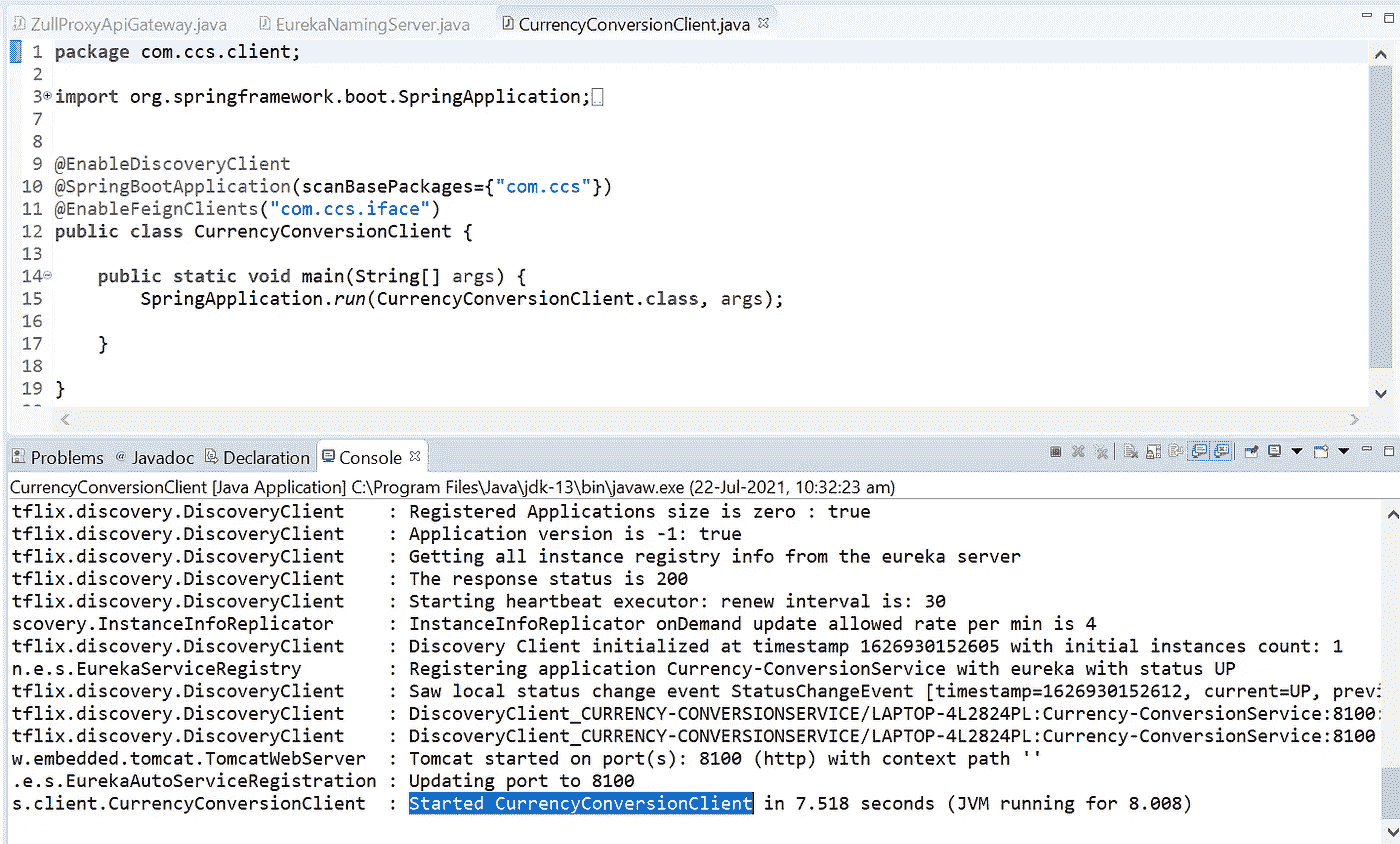 ZullProxyApiGateway.java EurekaNamingServer.java CurrencyConversionClient.java
1 package com.ccs.client;
2
3 import org.springframework.boot.SpringApplication;
7
8
9 @EnableDiscoveryClient
10 @SpringBootApplication(scanBasePackages={"com.ccs"})
11 @EnableFeignClients("com.ccs.iface")
12 public class CurrencyConversionClient {
13
14 public static void main(String[] args) {
15 SpringApplication.run(CurrencyConversionClient.class, args);
16
17 }
18
19 }
Problems @ Javadoc Declaration Console
CurrencyConversionClient [Java Application] C:\Program Files\Java\jdk-13\bin\javaw.exe (22-Jul-2021, 10:32:23 am)
tflix.discovery.DiscoveryClient : Registered Applications size is zero : true
tflix.discovery.DiscoveryClient : Application version is -1: true
tflix.discovery.DiscoveryClient : Getting all instance registry info from the eureka server
tflix.discovery.DiscoveryClient : The response status is 200
tflix.discovery.DiscoveryClient : Starting heartbeat executor: renew interval is: 30
scovery.InstanceInfoReplicator : InstanceInfoReplicator onDemand update allowed rate per min is 4
tflix.discovery.DiscoveryClient : Discovery Client initialized at timestamp 1626930152605 with initial instances count: 1
n.e.s.EurekaServiceRegistry : Registering application Currency-ConversionService with eureka with status UP
tflix.discovery.DiscoveryClient : Saw local status change event StatusChangeEvent [timestamp=1626930152612, current=UP, previ
tflix.discovery.DiscoveryClient : DiscoveryClient_CURRENCY-CONVERSIONSERVICE/LAPTOP-4L2824PL:Currency-ConversionService:8100:
tflix.discovery.DiscoveryClient : DiscoveryClient_CURRENCY-CONVERSIONSERVICE/LAPTOP-4L2824PL:Currency-ConversionService:8100
w.embedded.tomcat.TomcatWebServer : Tomcat started on port(s): 8100 (http) with context path ''
.e.s.EurekaAutoServiceRegistration : Updating port to 8100
s.client.CurrencyConversionClient : Started CurrencyConversionClient in 7.518 seconds (JVM running for 8.008)